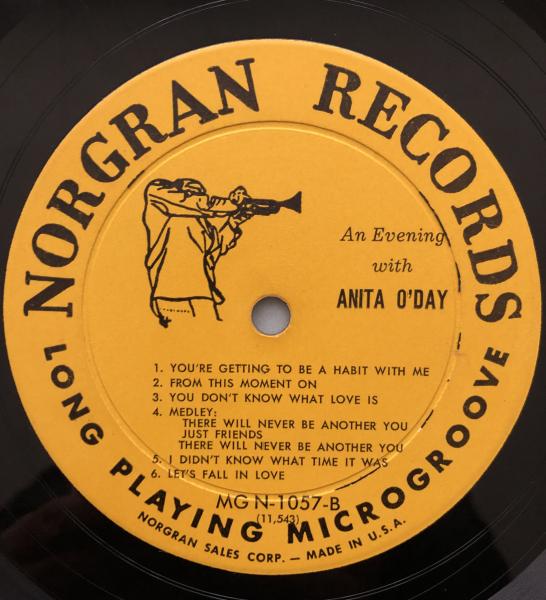 NORGRAN RECORDS
An Evening
with
ANITA O'DAY
1. YOU'RE GETTING TO BE A HABIT WITH ME
2. FROM THIS MOMENT ON
3. YOU DON'T KNOW WHAT LOVE IS
4. MEDLEY:
THERE WILL NEVER BE ANOTHER YOU
JUST FRIENDS
THERE WILL NEVER BE ANOTHER YOU
5. I DIDN'T KNOW WHAT TIME IT WAS
6. LET'S FALL IN LOVE
MG N-1057-B
(11,543)
LONG PLAYING MICROGROOVE
NORGRAN SALES CORP. — MADE IN U.S.A.